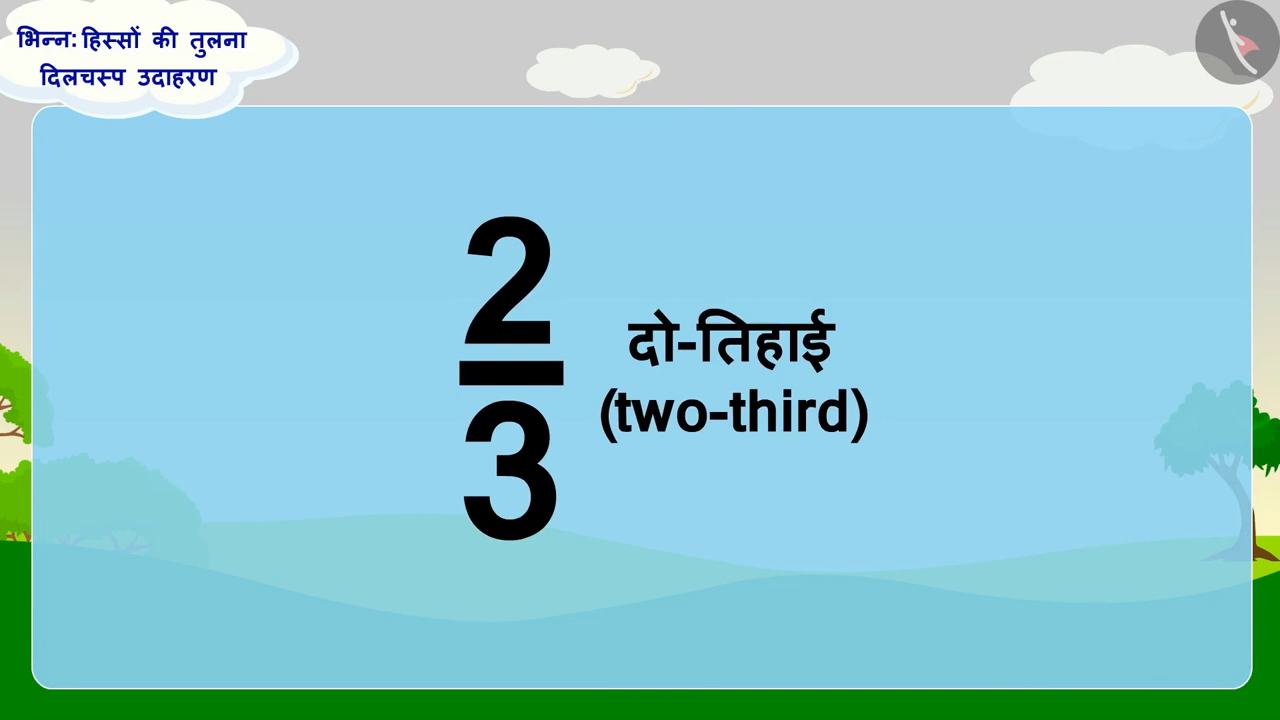 भिन्न: हिस्सों की तुलना
दिलचस्प उदाहरण
2
3
दो-तिहाई
(two-third)